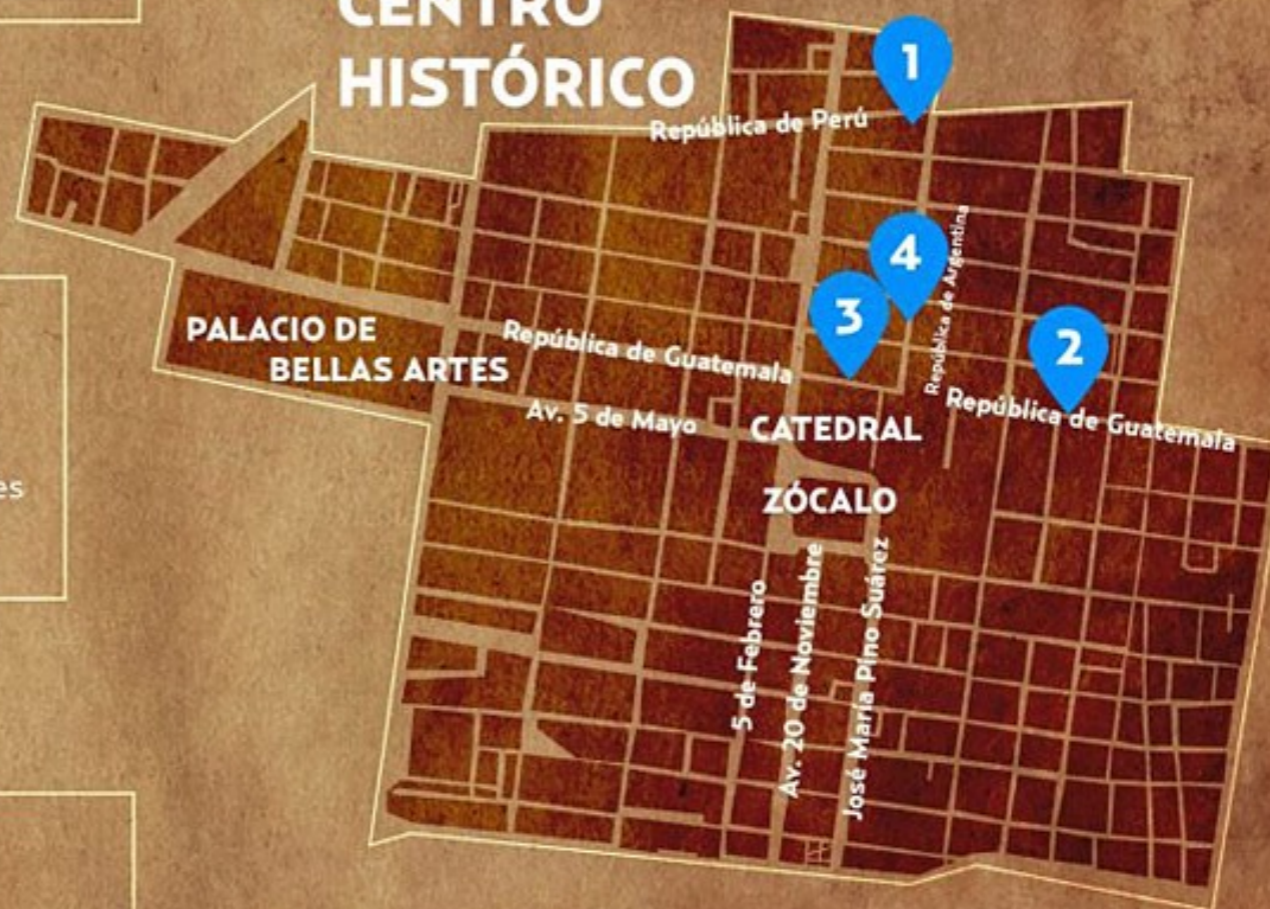 CENTRO
HISTÓRICO
1
República de Perú
4
República de Argentina
3
2
PALACIO DE
BELLAS ARTES
República de Guatemala
República de Guatemala
Av. 5 de Mayo
CATEDRAL
es
ZÓCALO
5 de Febrero
Av. 20 de Noviembre
José María Pino Suárez